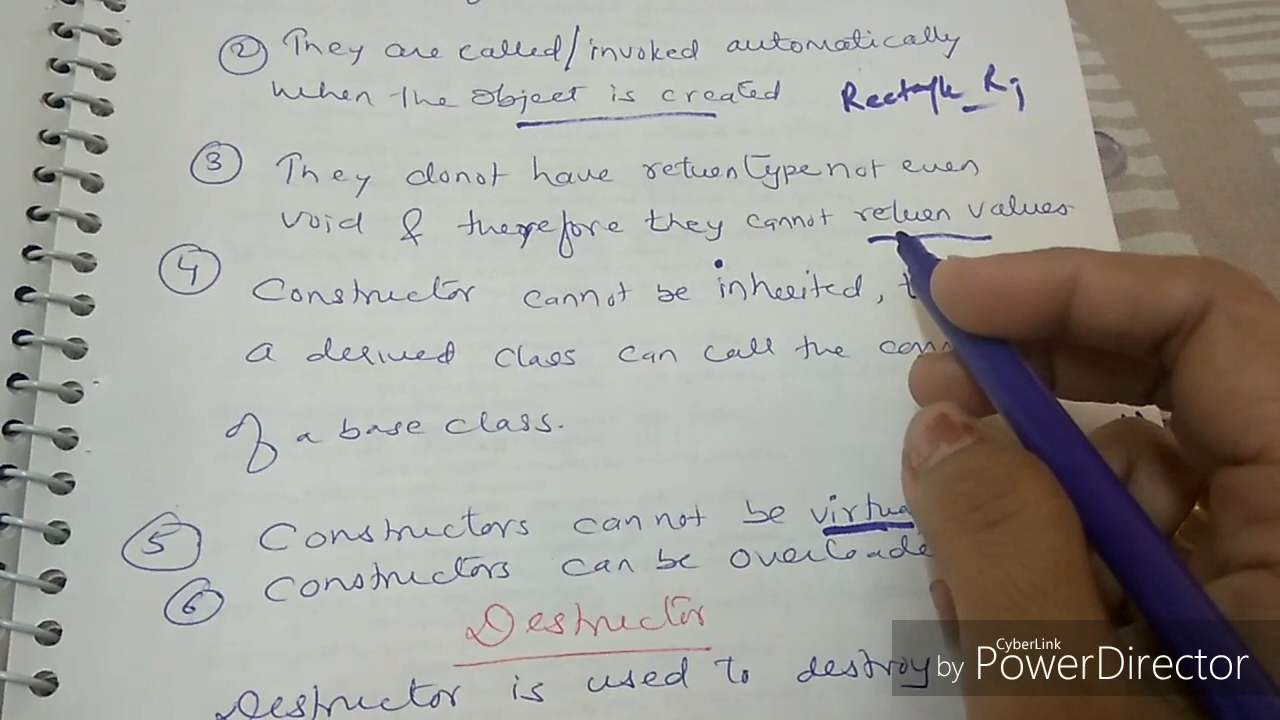 ② They are called/invoked automatically
when the object is created Rectangle R;
③ They donot have return type not even
void & therefore they cannot return values
④ Constructor cannot be inherited,
a derived class can call the
of a base class.
⑤ Constructors cannot be
⑥ Constructors can be
Destructor
Destructor is used to destroy
CyberLink
by PowerDirector